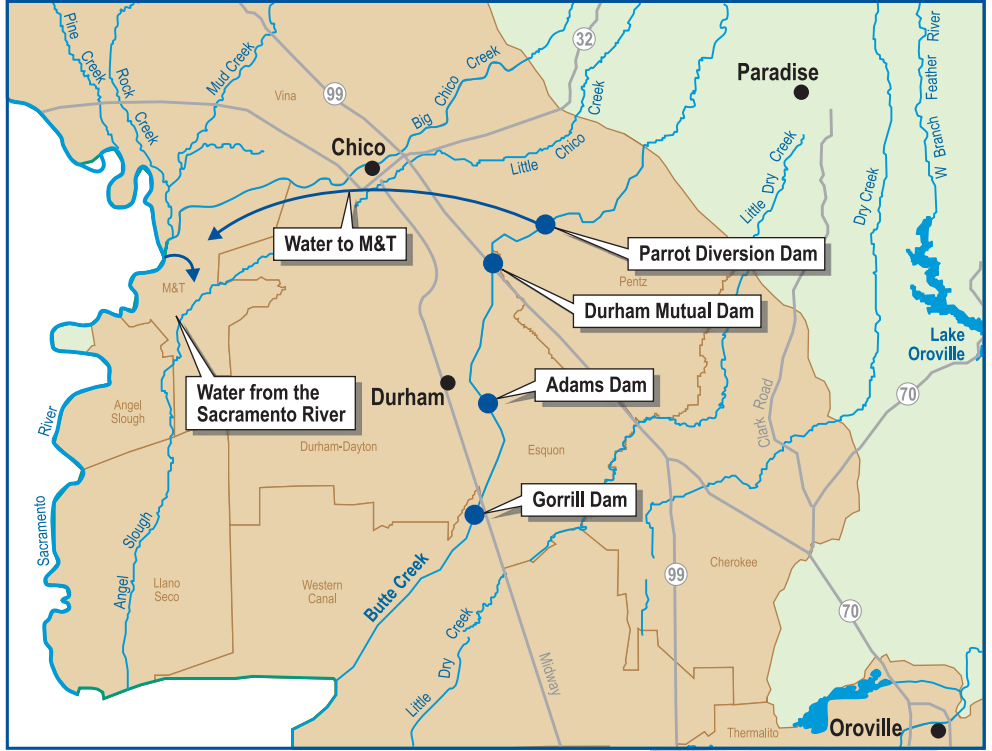 Pine
Creek
Rock
Creek
Mud Creek
Vina
99
Big Chico Creek
32
Little Chico Creek
Paradise
W Branch Feather River
Chico
Little Dry Creek
Dry Creek
Water to M&T
Parrot Diversion Dam
M&T
Pentz
Durham Mutual Dam
Lake
Oroville
Water from the
Sacramento River
Durham
Adams Dam
70
Clark Road
Angel
Slough
Durham-Dayton
Esquon
Sacramento River
Gorrill Dam
Angel Slough
Llano
Seco
Western
Canal
Butte Creek
Cherokee
99
70
Little Dry Creek
Midway
Thermalito
Oroville